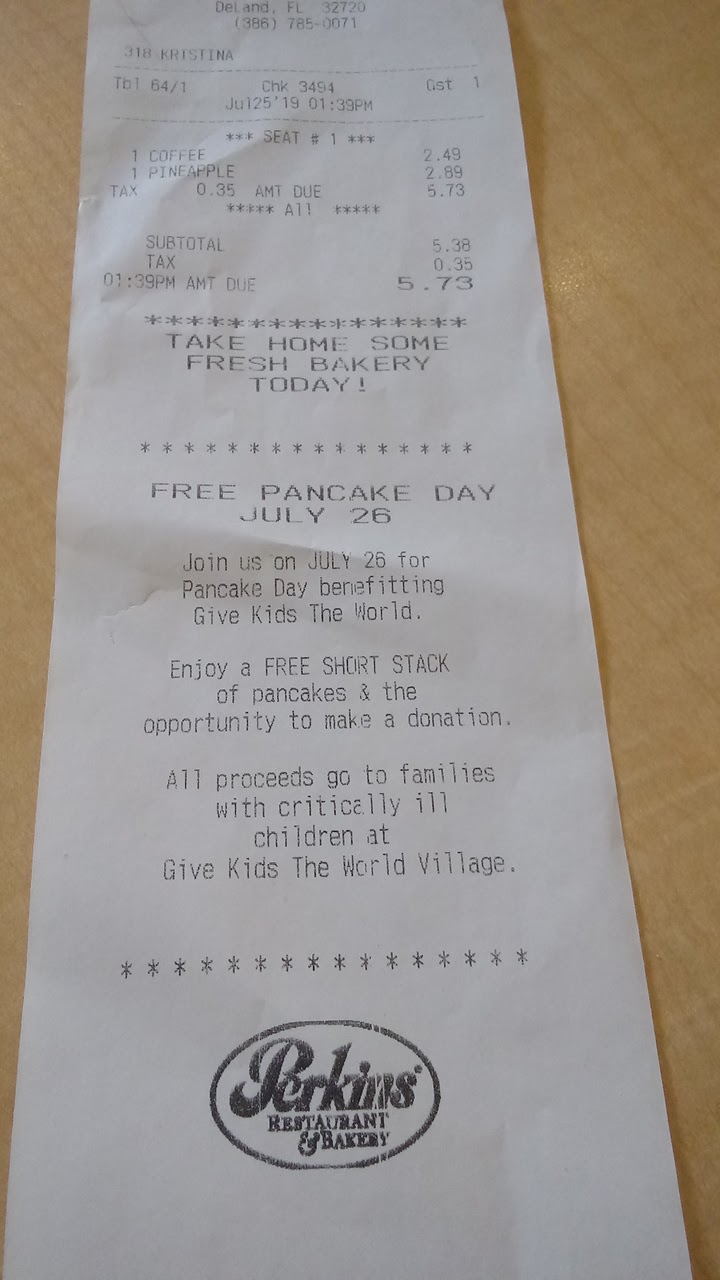 DeLand, FL 32720
(386) 785-0071
318 KRISTINA
Tbl 64/1 Chk 3494 Gst 1
Jul25'19 01:39PM
*** SEAT # 1 ***
1 COFFEE 2.49
1 PINEAPPLE 2.89
TAX 0.35 AMT DUE 5.73
***** All *****
SUBTOTAL 5.38
TAX 0.35
01:39PM AMT DUE 5.73
****************
TAKE HOME SOME
FRESH BAKERY
TODAY!
* * * * * * * * * * * * * * * *
FREE PANCAKE DAY
JULY 26
Join us on JULY 26 for
Pancake Day benefitting
Give Kids The World.
Enjoy a FREE SHORT STACK
of pancakes & the
opportunity to make a donation.
All proceeds go to families
with critically ill
children at
Give Kids The World Village.
* * * * * * * * * * * * * * * *
Perkins®
RESTAURANT
& BAKERY